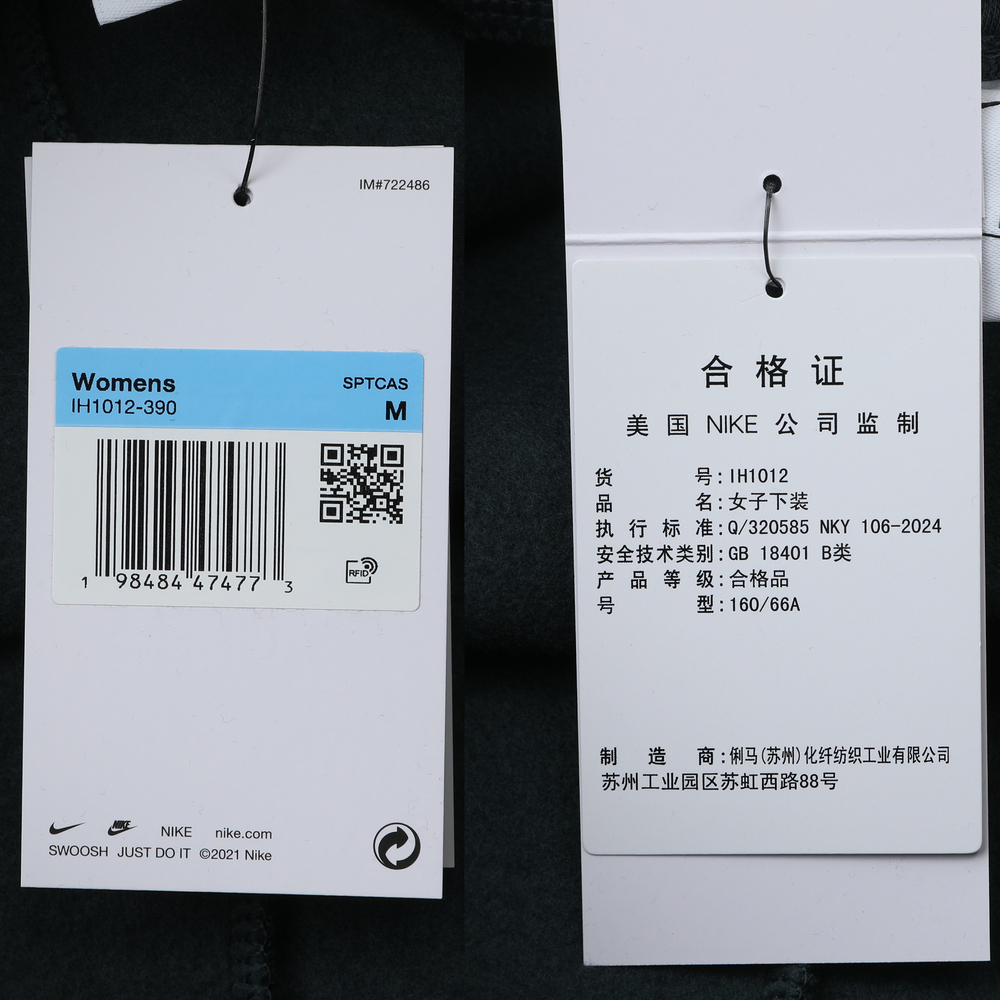 IM#722486
Womens
SPTCAS
IH1012-390
M
1 98484 47477 3
RFID
NIKE
NIKE nike.com
SWOOSH JUST DO IT ©2021 Nike
合格证
美国 NIKE 公司监制
货号:IH1012
品名:女子下装
执行标准:Q/320585 NKY 106-2024
安全技术类别:GB 18401 B类
产品等级:合格品
号型:160/66A
制造商:俐马(苏州)化纤纺织工业有限公司
苏州工业园区苏虹西路88号